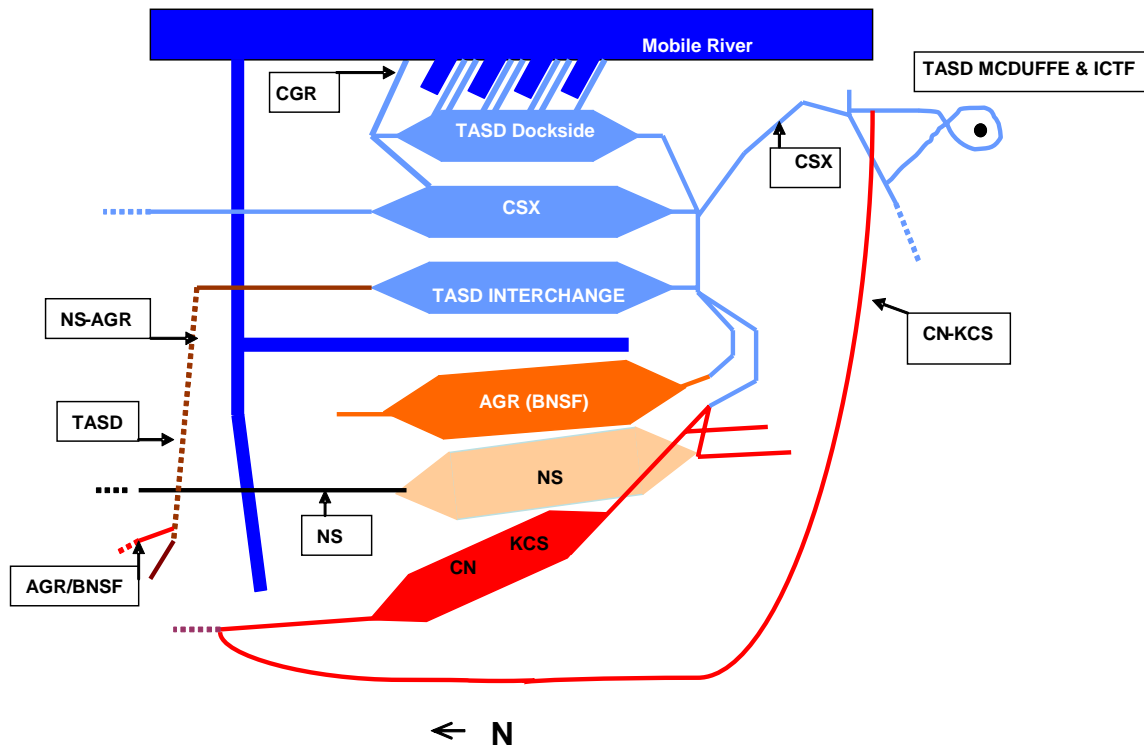 Mobile River
TASD MCDUFFE & ICTF
CGR
TASD Dockside
CSX
CSX
TASD INTERCHANGE
NS-AGR
CN-KCS
AGR (BNSF)
TASD
NS
NS
KCS
CN
AGR/BNSF
N